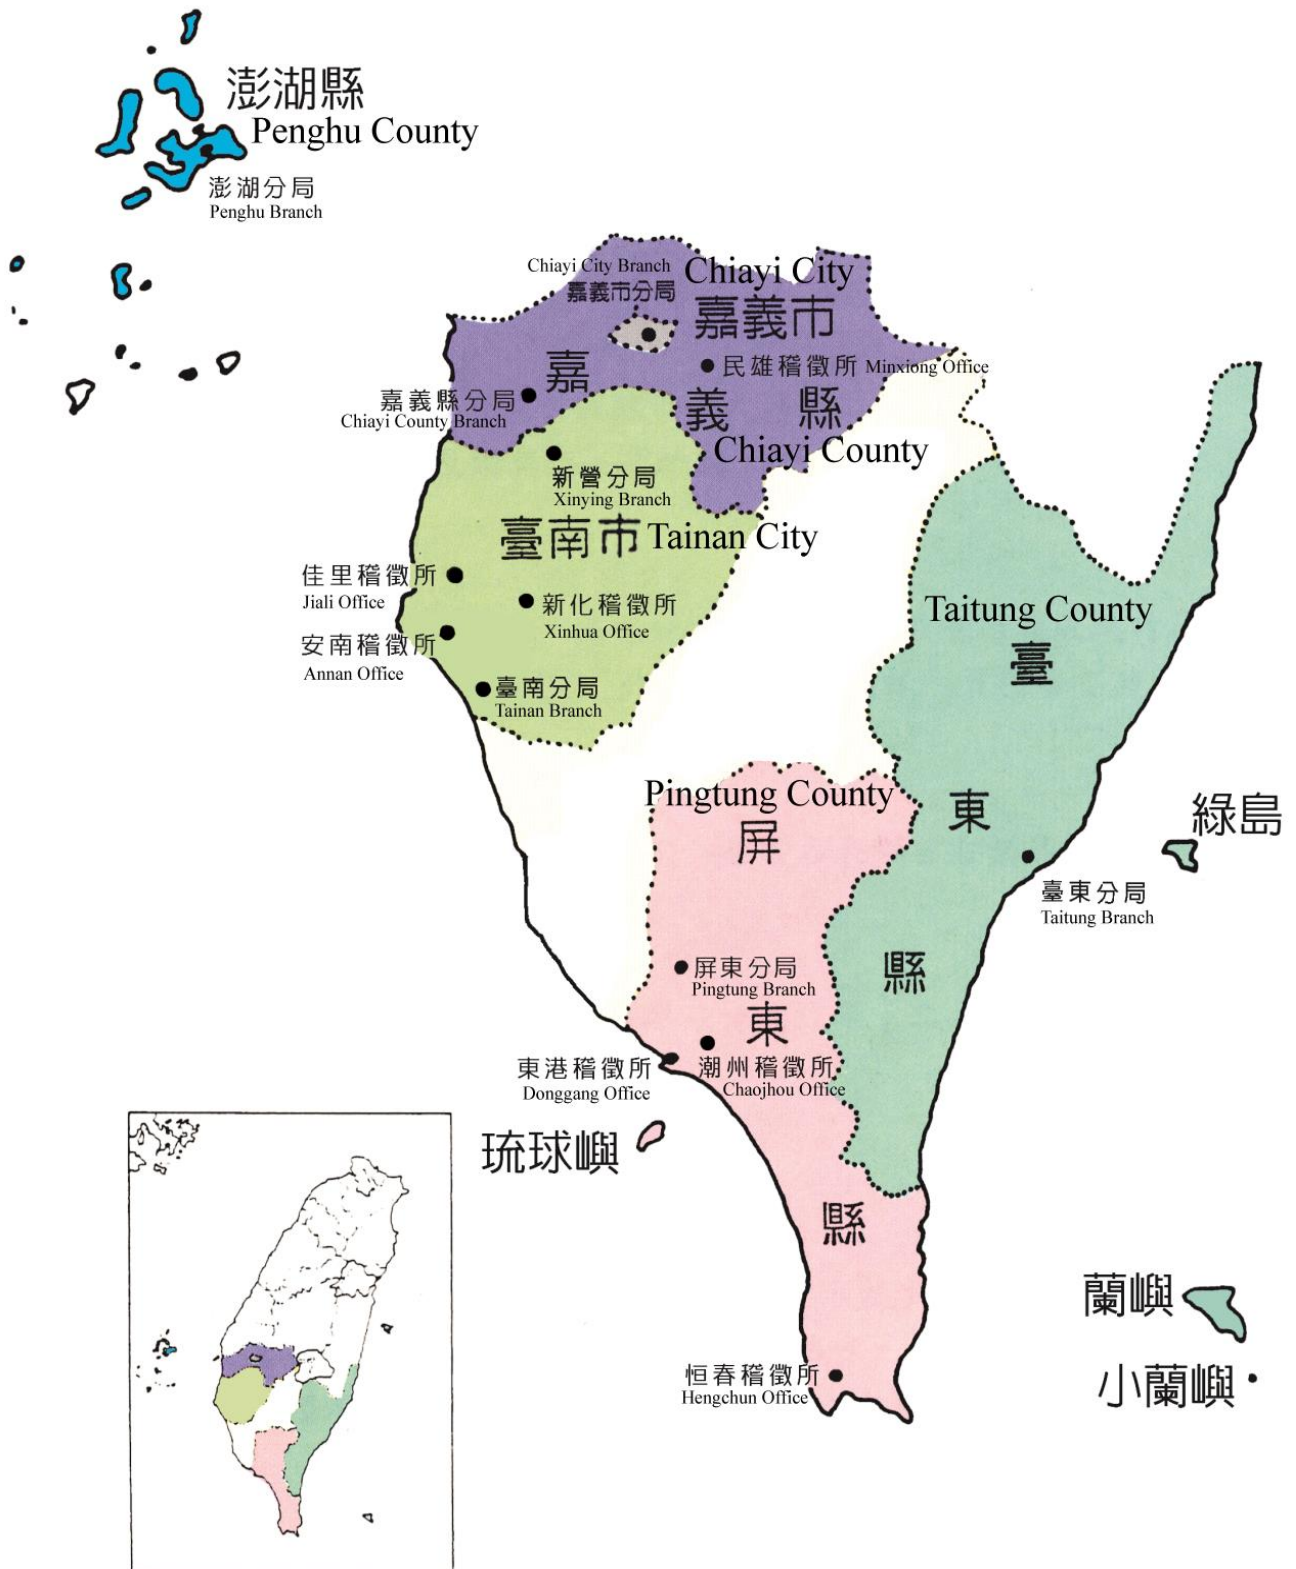 澎湖縣
Penghu County
澎湖分局
Penghu Branch
Chiayi City Branch
嘉義市分局
Chiayi City
嘉義市
民雄稽徵所 Minxiong Office
嘉義縣
嘉義縣分局
Chiayi County Branch
Chiayi County
新營分局
Xinying Branch
臺南市 Tainan City
佳里稽徵所
Jiali Office
新化稽徵所
Xinhua Office
安南稽徵所
Annan Office
臺南分局
Tainan Branch
Taitung County
臺
東
縣
臺東分局
Taitung Branch
綠島
Pingtung County
屏
東
縣
屏東分局
Pingtung Branch
東港稽徵所
Donggang Office
潮州稽徵所
Chaojhou Office
琉球嶼
恒春稽徵所
Hengchun Office
蘭嶼
小蘭嶼